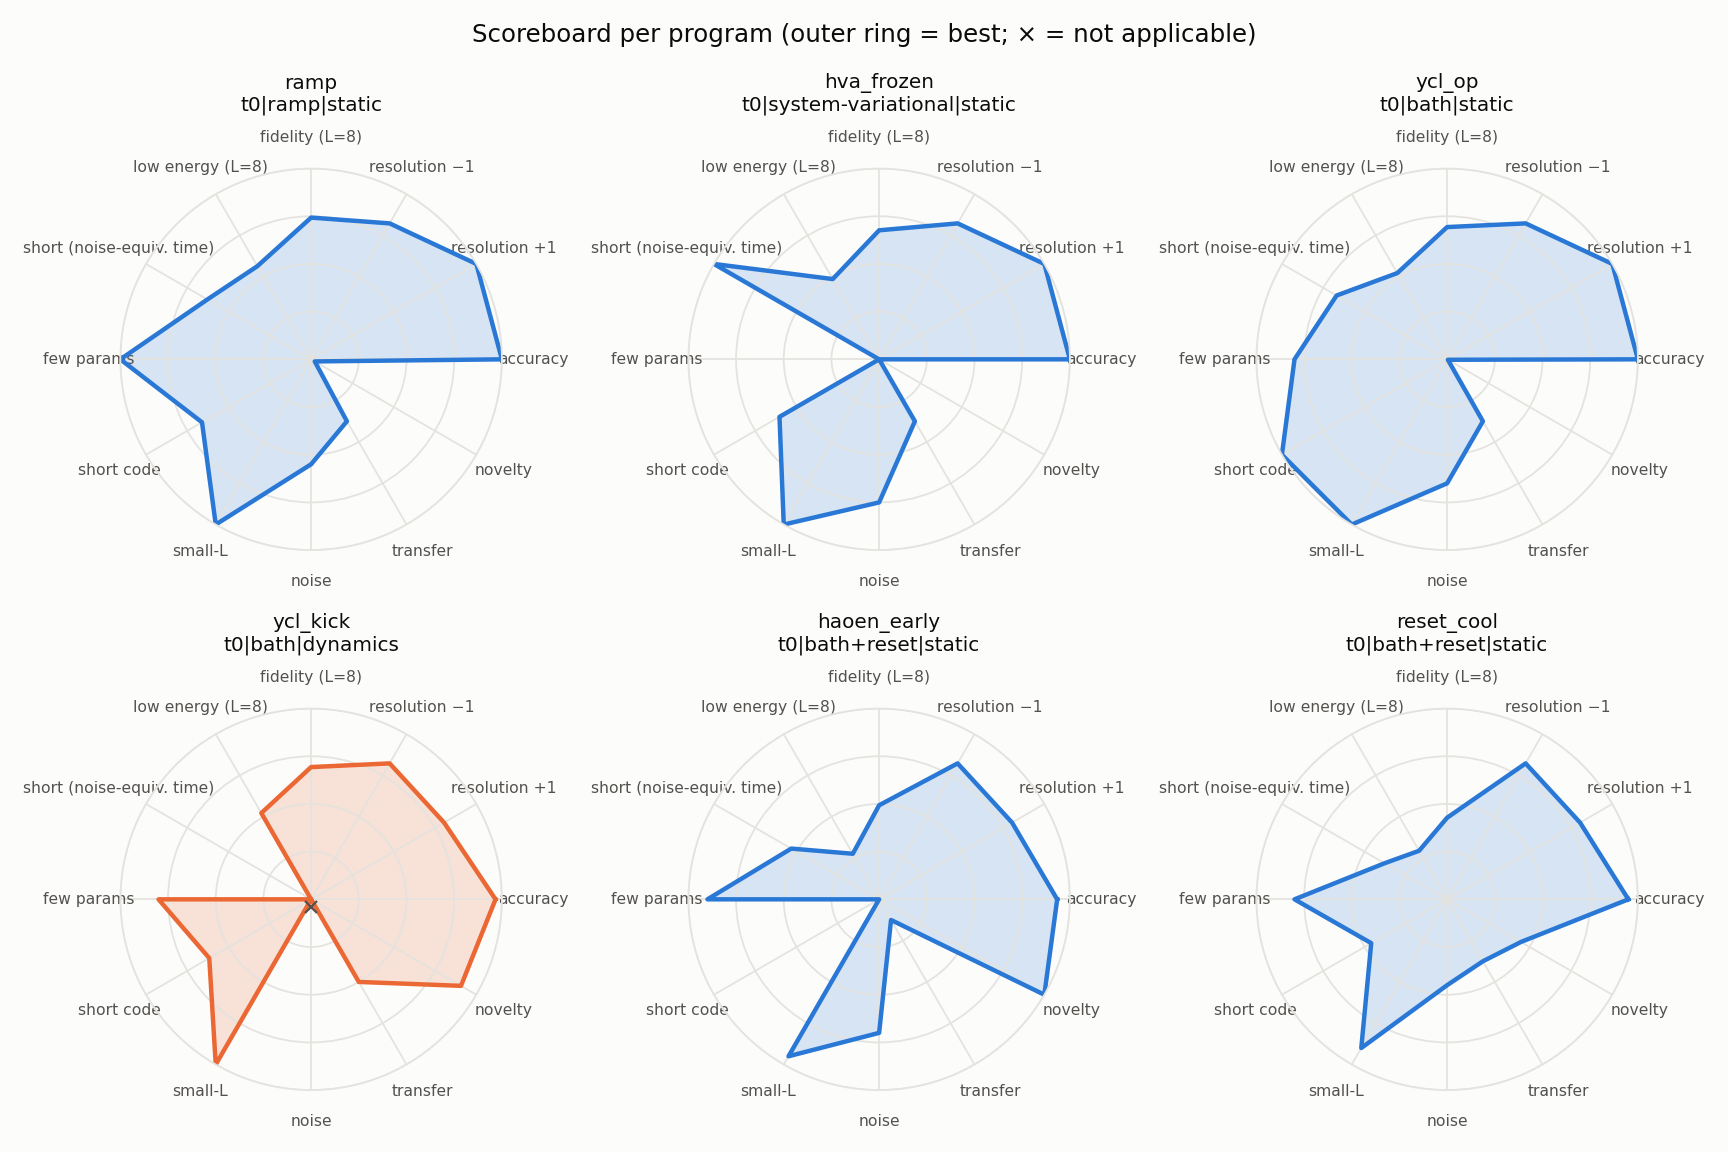 Scoreboard per program (outer ring = best; × = not applicable)
ramp
t0|ramp|static
fidelity (L=8)
low energy (L=8)
resolution −1
short (noise-equiv. time)
resolution +1
few params
accuracy
short code
novelty
small-L
transfer
noise
hva_frozen
t0|system-variational|static
fidelity (L=8)
low energy (L=8)
resolution −1
short (noise-equiv. time)
resolution +1
few params
accuracy
short code
novelty
small-L
transfer
noise
ycl_op
t0|bath|static
fidelity (L=8)
low energy (L=8)
resolution −1
short (noise-equiv. time)
resolution +1
few params
accuracy
short code
novelty
small-L
transfer
noise
ycl_kick
t0|bath|dynamics
fidelity (L=8)
low energy (L=8)
resolution −1
short (noise-equiv. time)
resolution +1
few params
accuracy
short code
novelty
small-L
transfer
noise
haoen_early
t0|bath+reset|static
fidelity (L=8)
low energy (L=8)
resolution −1
short (noise-equiv. time)
resolution +1
few params
accuracy
short code
novelty
small-L
transfer
noise
reset_cool
t0|bath+reset|static
fidelity (L=8)
low energy (L=8)
resolution −1
short (noise-equiv. time)
resolution +1
few params
accuracy
short code
novelty
small-L
transfer
noise